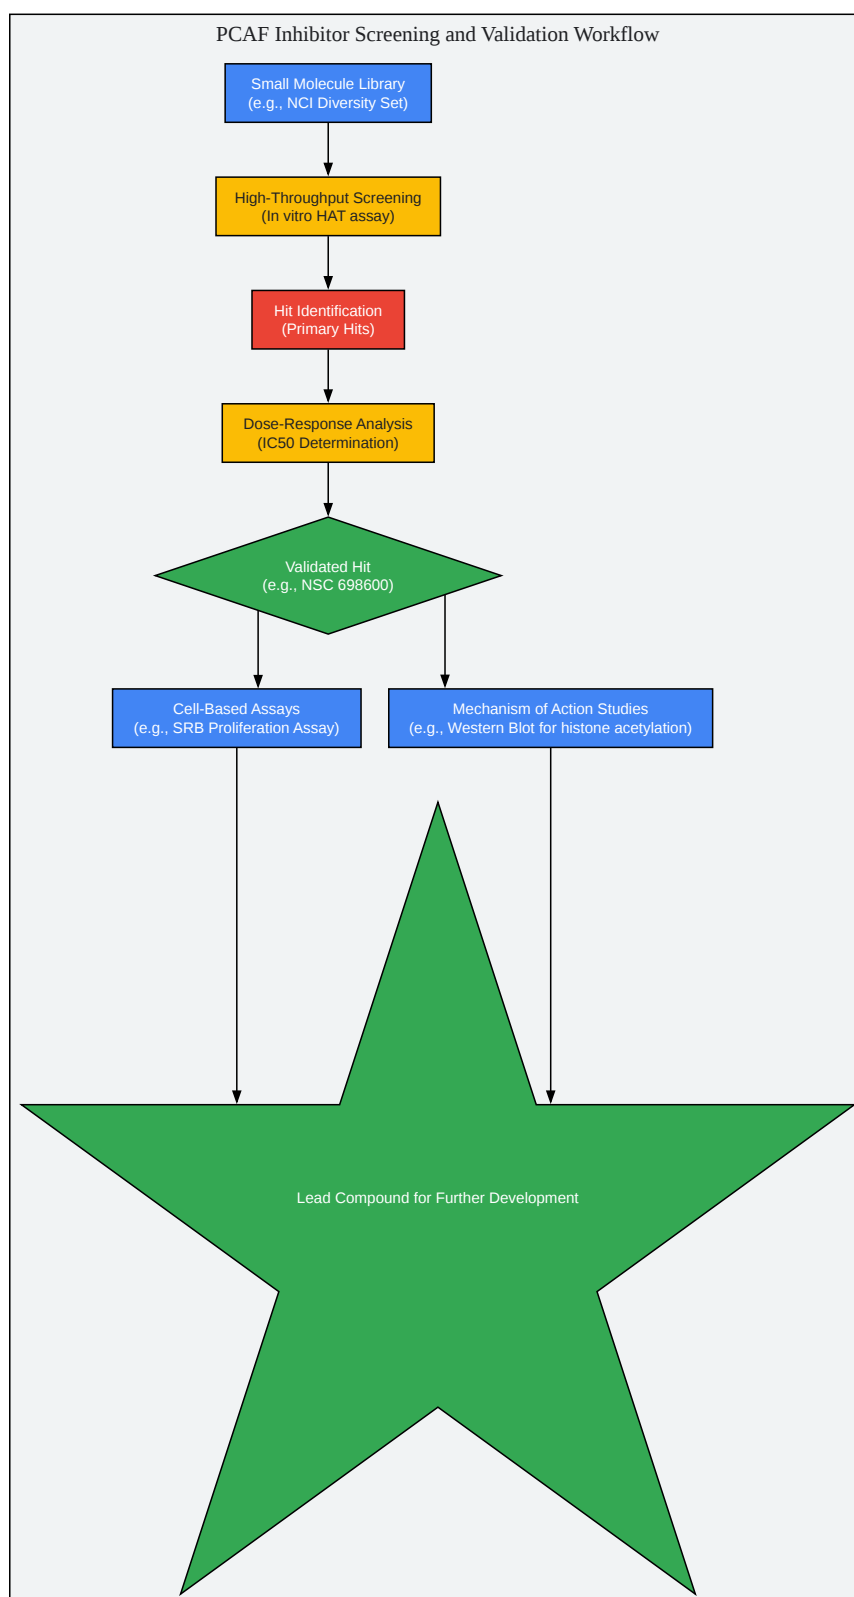 PCAF Inhibitor Screening and Validation Workflow
Small Molecule Library
(e.g., NCI Diversity Set)
High-Throughput Screening
(In vitro HAT assay)
Hit Identification
(Primary Hits)
Dose-Response Analysis
(IC50 Determination)
Validated Hit
(e.g., NSC 698600)
Cell-Based Assays
(e.g., SRB Proliferation Assay)
Mechanism of Action Studies
(e.g., Western Blot for histone acetylation)
Lead Compound for Further Development